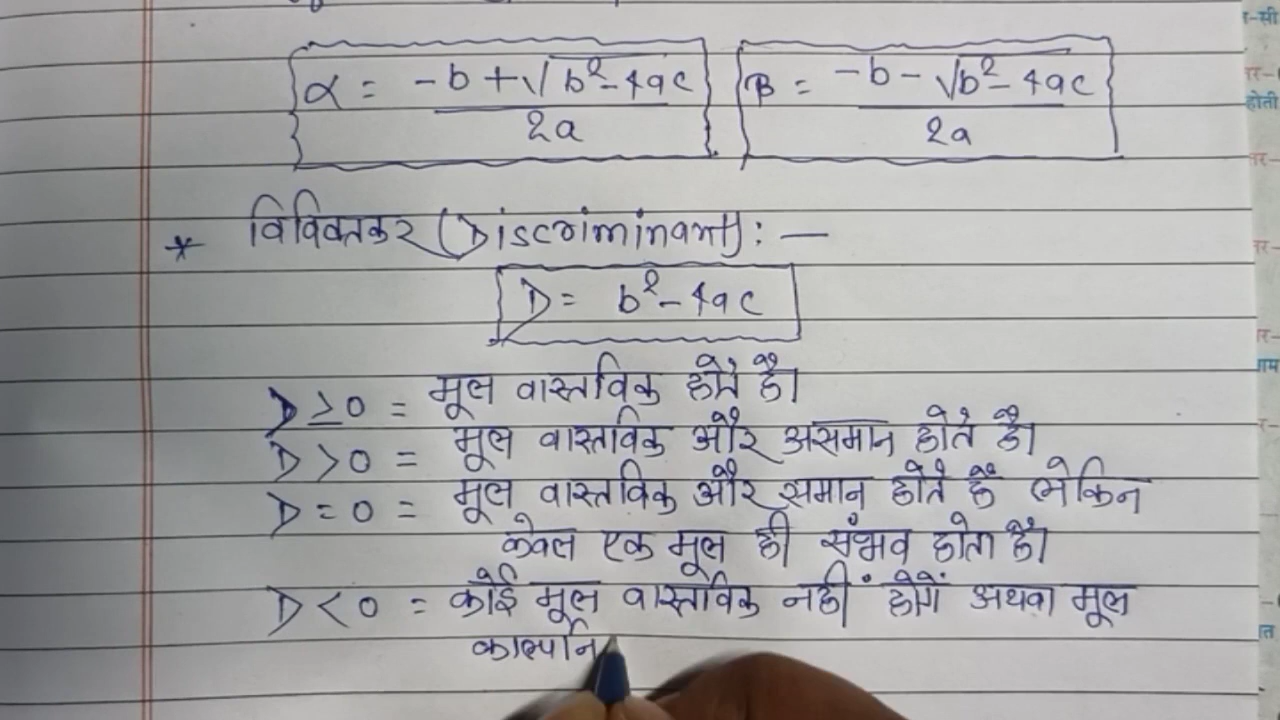 α = -b + √b² - 4ac / 2a
β = -b - √b² - 4ac / 2a
* विविक्तकर (Discriminant) : —
D = b² - 4ac
D ≥ 0 = मूल वास्तविक होते है।
D > 0 = मूल वास्तविक और असमान होते है।
D = 0 = मूल वास्तविक और समान होते हैं लेकिन
केवल एक मूल ही संभव होता है।
D < 0 = कोई मूल वास्तविक नहीं होगें अथवा मूल
काल्पनि
र-सी
होती